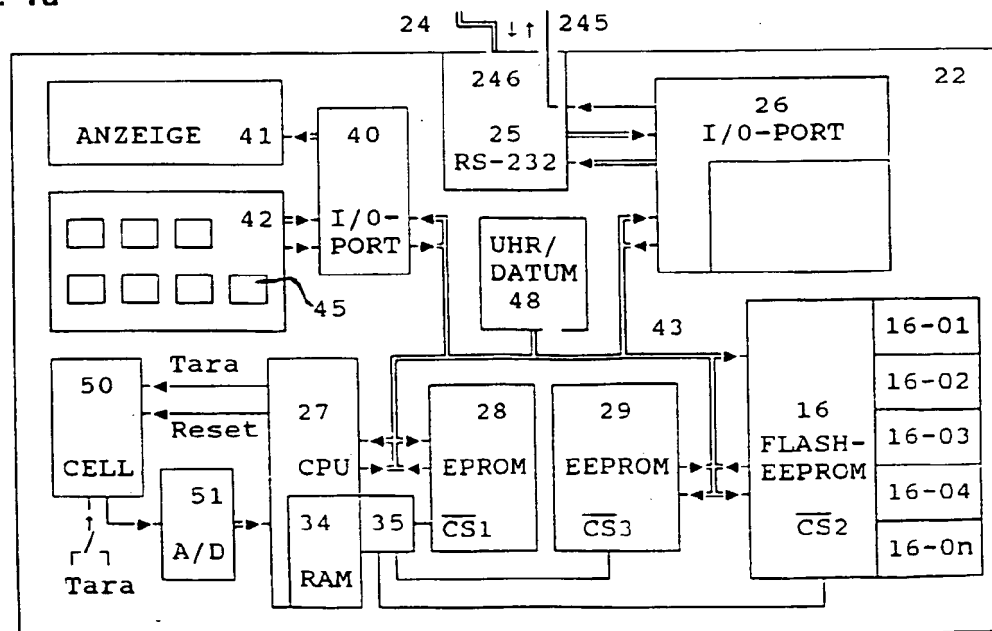 24 ↓↑ 245
246
22
ANZEIGE 41
40
25
RS-232
26
I/O-PORT
42
I/O-
PORT
45
UHR/
DATUM
48
43
Tara
Reset
50
CELL
27
CPU
28
EPROM
CS1
29
EEPROM
CS3
16
FLASH-
EEPROM
CS2
16-01
16-02
16-03
16-04
16-0n
51
A/D
34
RAM
35
Tara